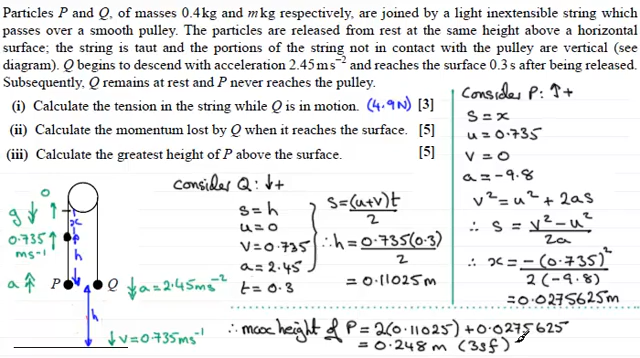 Particles P and Q, of masses 0.4 kg and m kg respectively, are joined by a light inextensible string which
passes over a smooth pulley. The particles are released from rest at the same height above a horizontal
surface; the string is taut and the portions of the string not in contact with the pulley are vertical (see
diagram). Q begins to descend with acceleration 2.45 m s⁻² and reaches the surface 0.3 s after being released.
Subsequently, Q remains at rest and P never reaches the pulley.
(i) Calculate the tension in the string while Q is in motion. (4.9N) [3]
(ii) Calculate the momentum lost by Q when it reaches the surface. [5]
(iii) Calculate the greatest height of P above the surface. [5]
Consider P: ↑+
s = x
u = 0.735
v = 0
a = -9.8
v² = u² + 2as
∴ s = (v² - u²)/2a
∴ x = -(0.735)²/2(-9.8)
= 0.0275625m
consider Q: ↓+
s = h
u = 0
v = 0.735
a = 2.45
t = 0.3
s = (u+v)t/2
∴ h = 0.735(0.3)/2
= 0.11025m
0
g
x
0.735
ms⁻¹
P
h
a
P
Q
a = 2.45ms⁻²
h
v = 0.735ms⁻¹
∴ max height of P = 2(0.11025) + 0.0275625
= 0.248m (3sf)